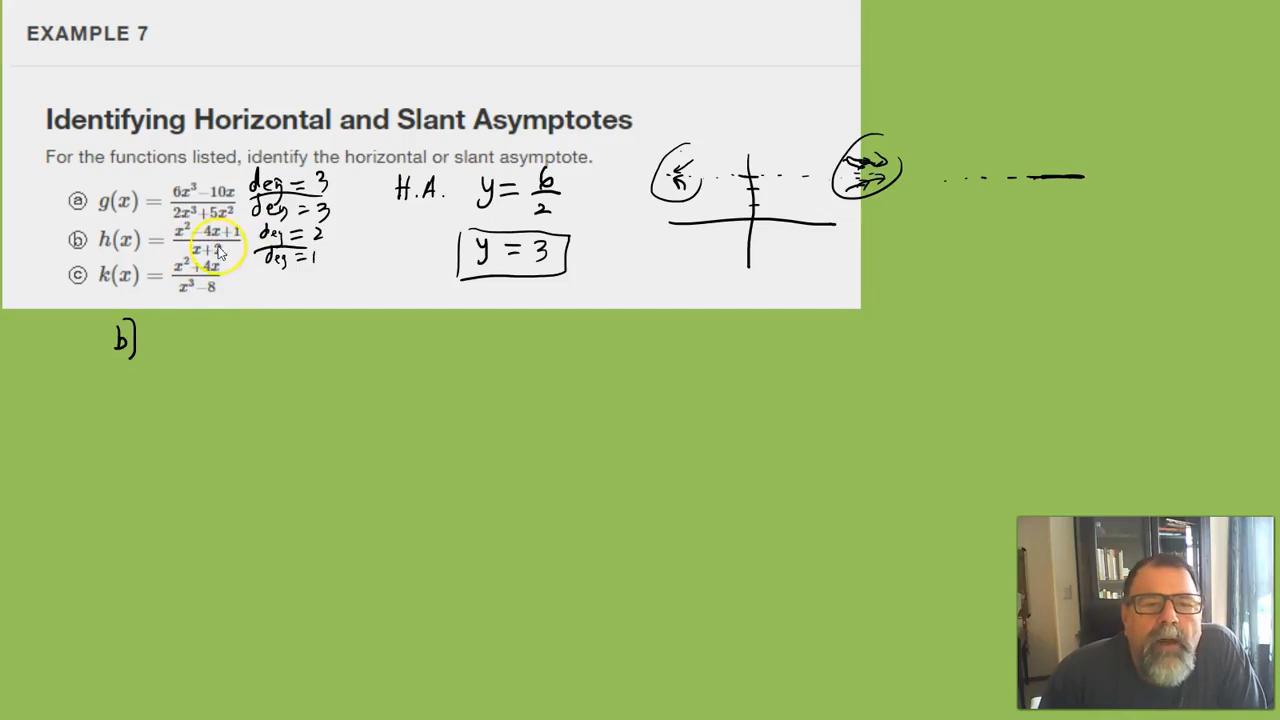 EXAMPLE 7
Identifying Horizontal and Slant Asymptotes
For the functions listed, identify the horizontal or slant asymptote.
ⓐ g(x) = (6x³−10x)/(2x³+5x²) deg = 3 / deg = 3
H.A. y = 6/2
ⓑ h(x) = (x²−4x+1)/(x+2) deg = 2 / deg = 1
y = 3
ⓒ k(x) = (x²+4x)/(x³−8)
b]